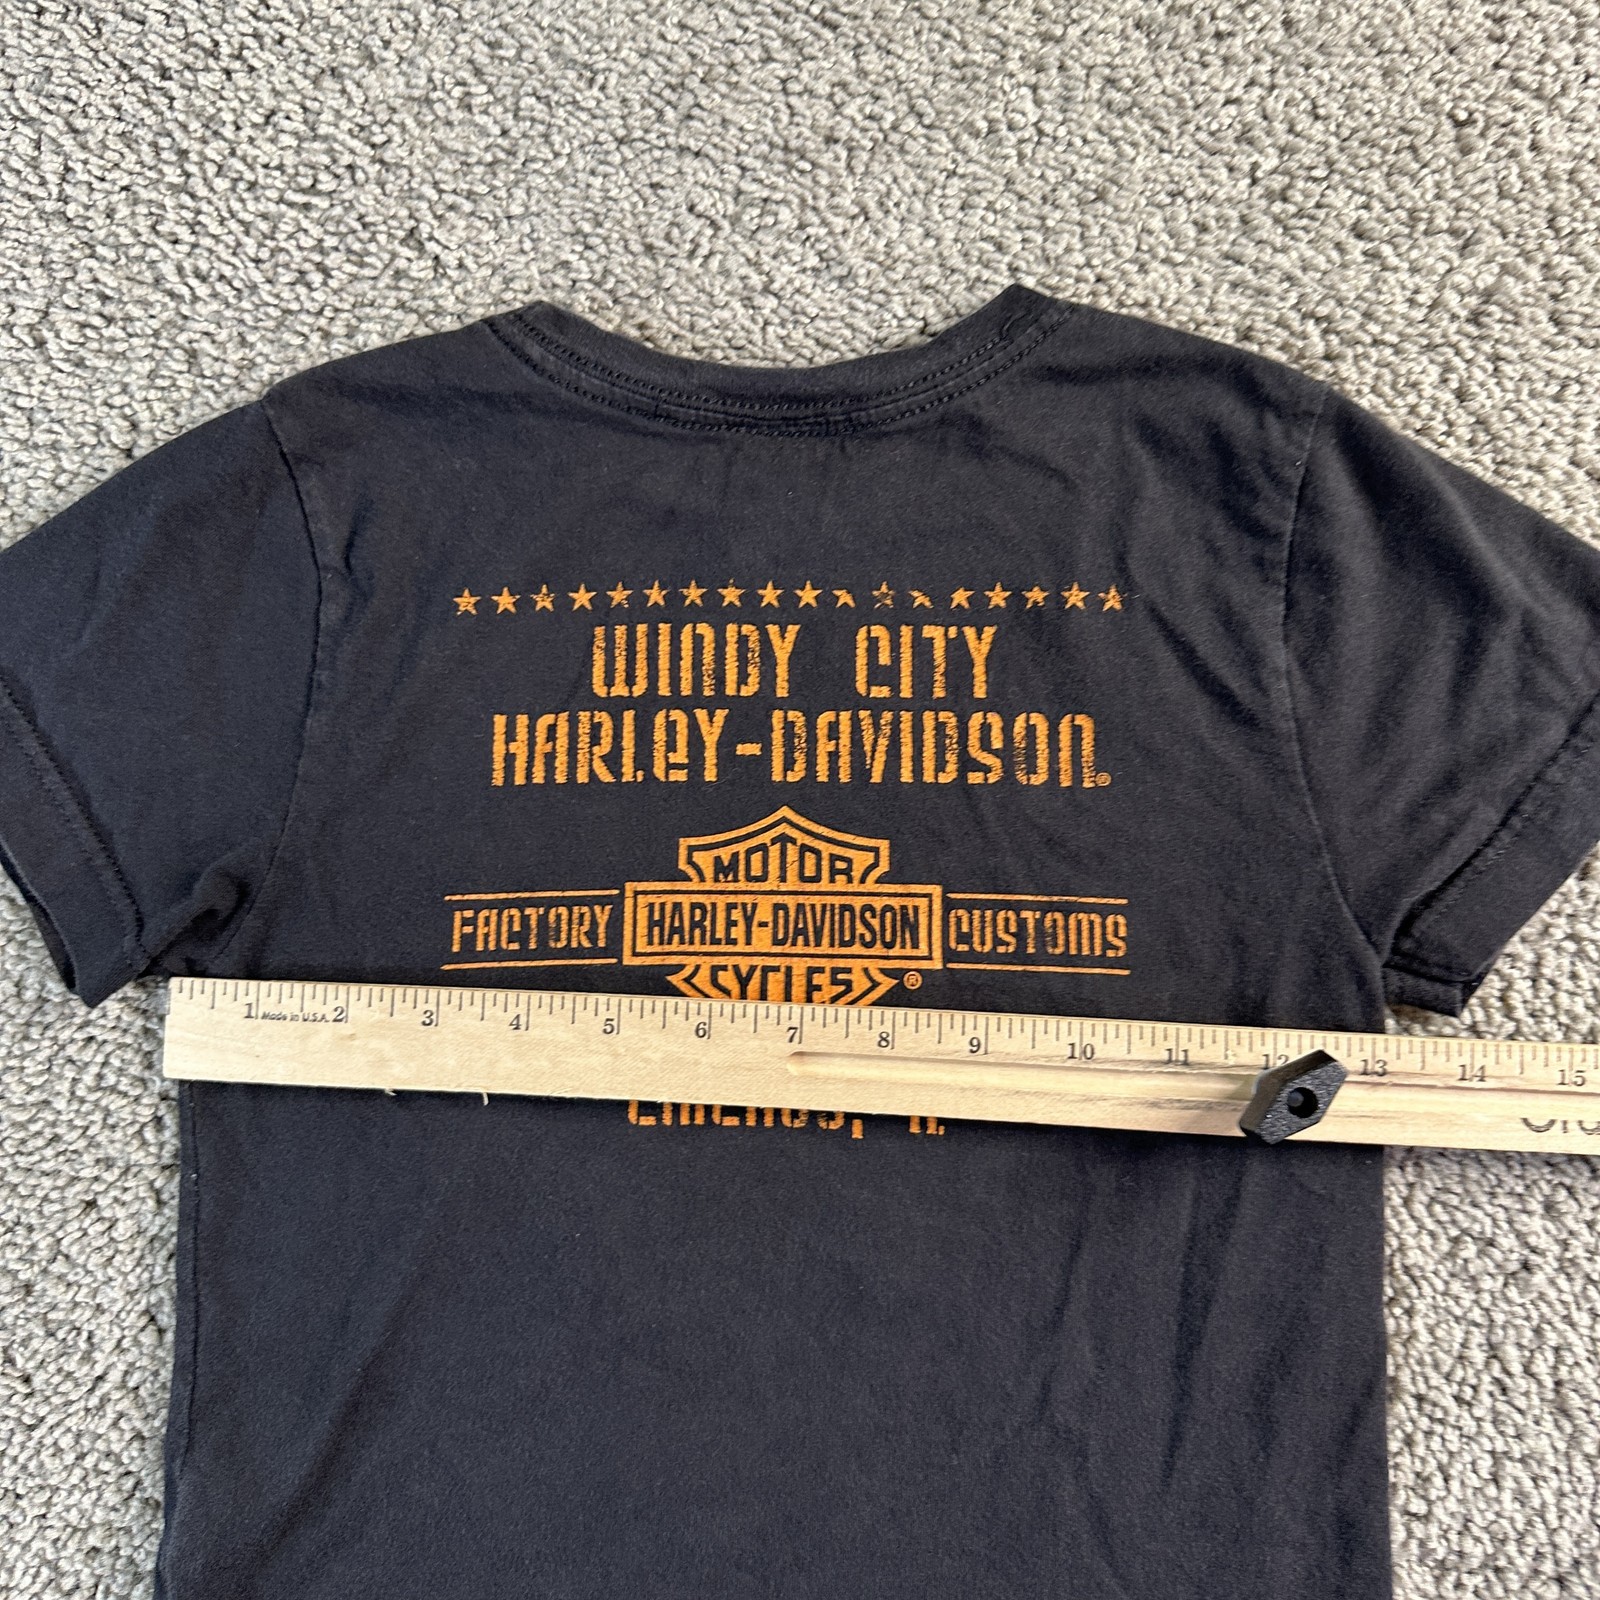 WINDY CITY
HARLEY-DAVIDSON®
MOTOR
FACTORY HARLEY-DAVIDSON CUSTOMS
CYCLES ®
1 Made in U.S.A. 2 3 4 5 6 7 8 9 10 11 12 13 14 15